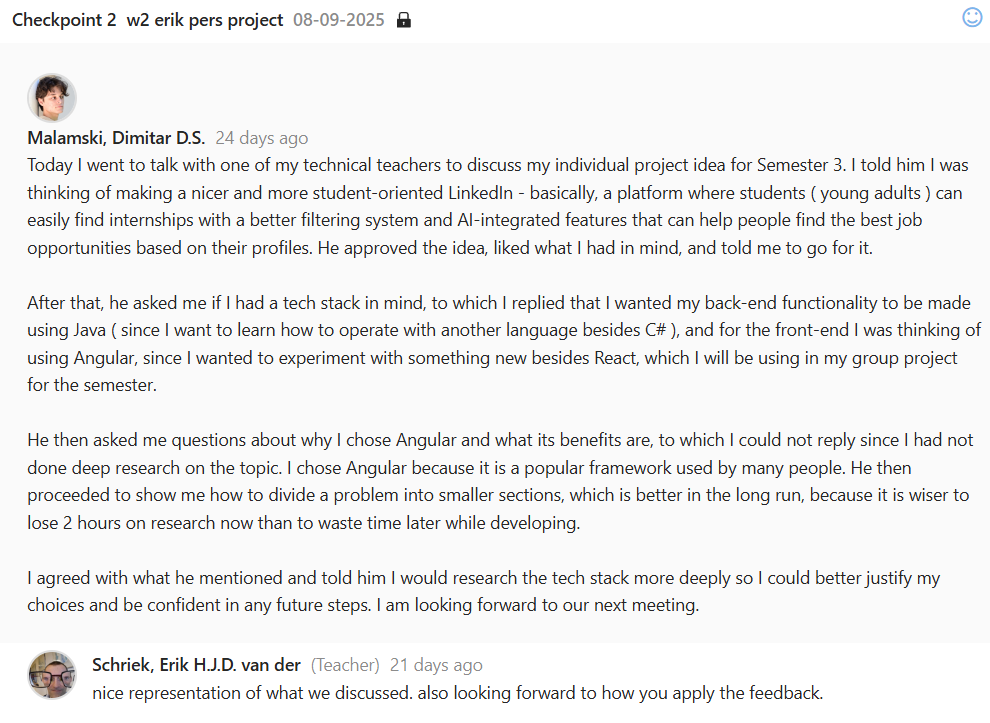 Checkpoint 2 w2 erik pers project 08-09-2025
Malamski, Dimitar D.S. 24 days ago
Today I went to talk with one of my technical teachers to discuss my individual project idea for Semester 3. I told him I was
thinking of making a nicer and more student-oriented LinkedIn - basically, a platform where students ( young adults ) can
easily find internships with a better filtering system and AI-integrated features that can help people find the best job
opportunities based on their profiles. He approved the idea, liked what I had in mind, and told me to go for it.
After that, he asked me if I had a tech stack in mind, to which I replied that I wanted my back-end functionality to be made
using Java ( since I want to learn how to operate with another language besides C# ), and for the front-end I was thinking of
using Angular, since I wanted to experiment with something new besides React, which I will be using in my group project
for the semester.
He then asked me questions about why I chose Angular and what its benefits are, to which I could not reply since I had not
done deep research on the topic. I chose Angular because it is a popular framework used by many people. He then
proceeded to show me how to divide a problem into smaller sections, which is better in the long run, because it is wiser to
lose 2 hours on research now than to waste time later while developing.
I agreed with what he mentioned and told him I would research the tech stack more deeply so I could better justify my
choices and be confident in any future steps. I am looking forward to our next meeting.
Schriek, Erik H.J.D. van der (Teacher) 21 days ago
nice representation of what we discussed. also looking forward to how you apply the feedback.